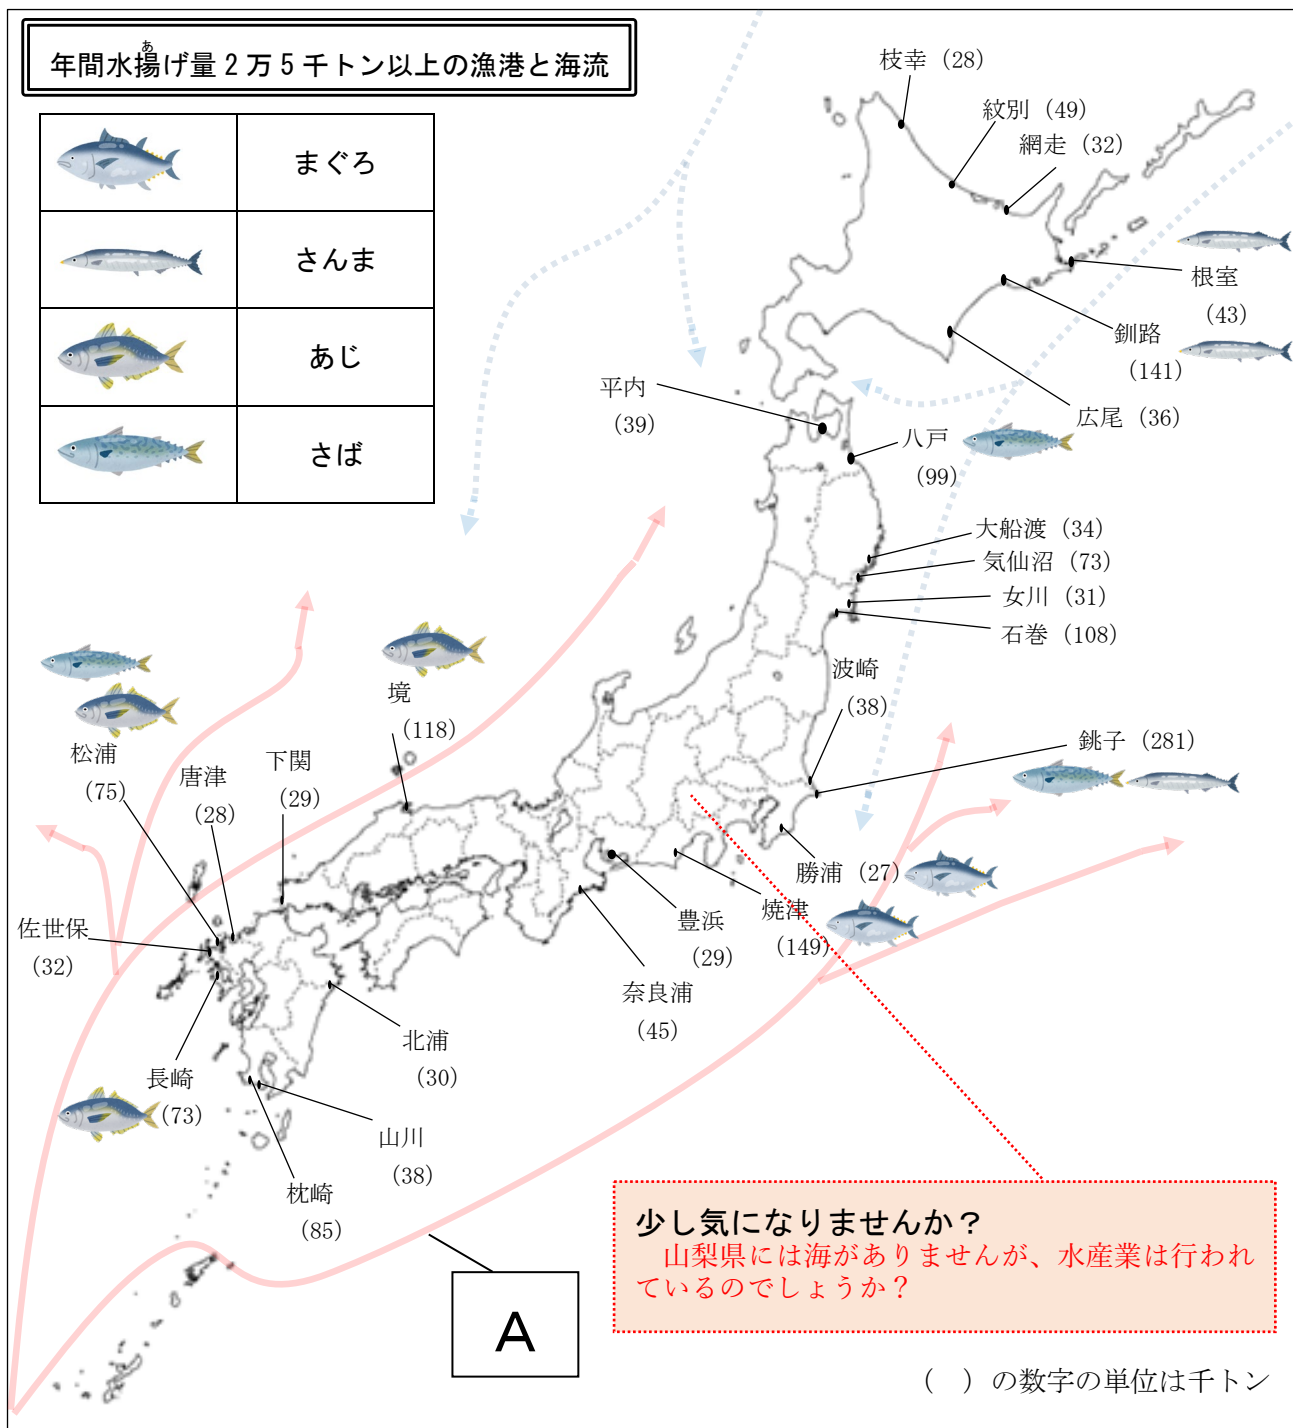 年間水揚げ量２万５千トン以上の漁港と海流
あ
まぐろ
さんま
あじ
さば
枝幸（28）
紋別（49）
網走（32）
根室
（43）
釧路
（141）
広尾（36）
平内
（39）
八戸
（99）
大船渡（34）
気仙沼（73）
女川（31）
石巻（108）
波崎
（38）
銚子（281）
勝浦（27）
焼津
（149）
豊浜
（29）
奈良浦
（45）
境
（118）
下関
（29）
唐津
（28）
松浦
（75）
佐世保
（32）
長崎
（73）
北浦
（30）
山川
（38）
枕崎
（85）
A
少し気になりませんか？
山梨県には海がありませんが、水産業は行われ
ているのでしょうか？
（　）の数字の単位は千トン